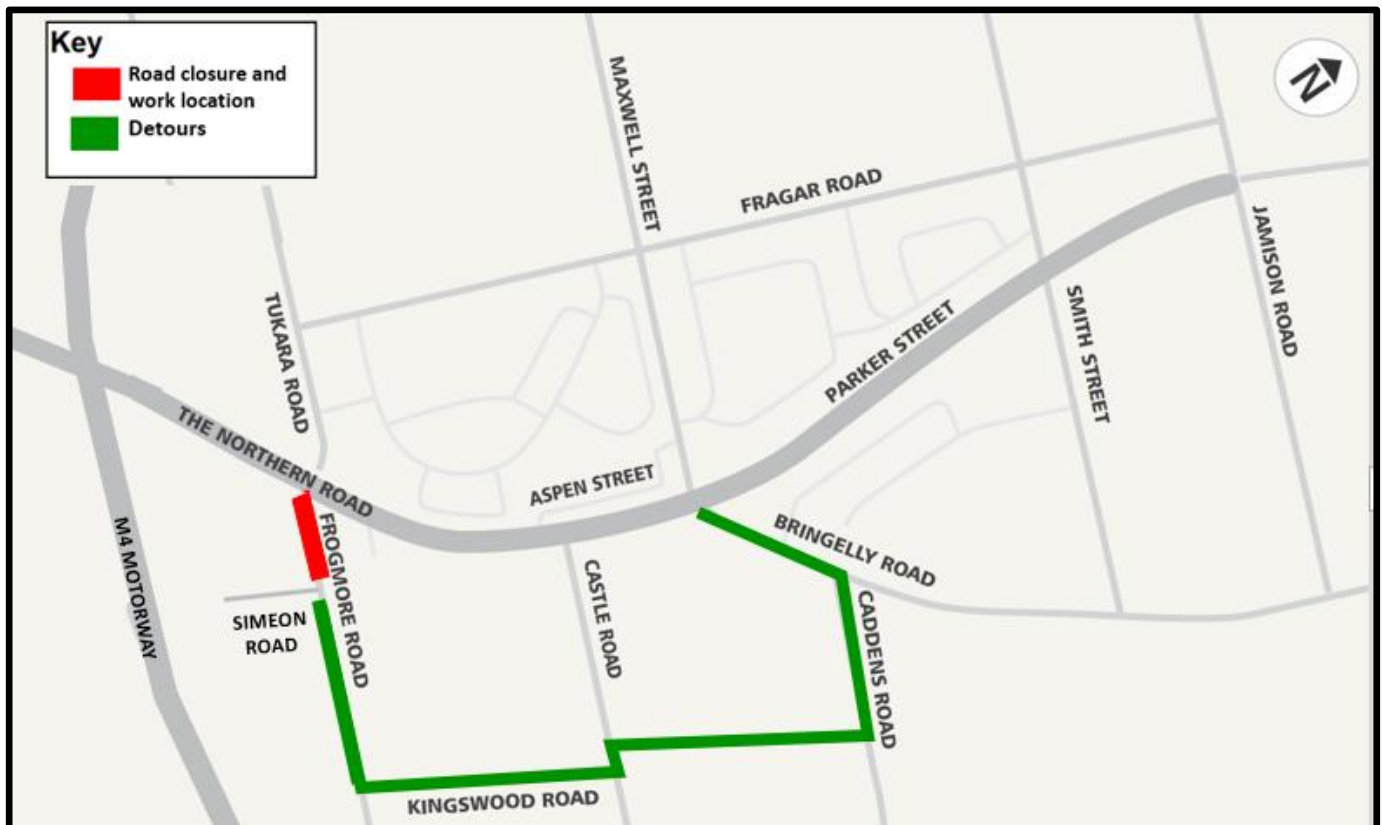 Key
Road closure and
work location
Detours
N
MAXWELL STREET
FRAGAR ROAD
JAMISON ROAD
TUKARA ROAD
SMITH STREET
PARKER STREET
THE NORTHERN ROAD
ASPEN STREET
BRINGELLY ROAD
M4 MOTORWAY
FROGMORE ROAD
CASTLE ROAD
CADDENS ROAD
SIMEON
ROAD
KINGSWOOD ROAD